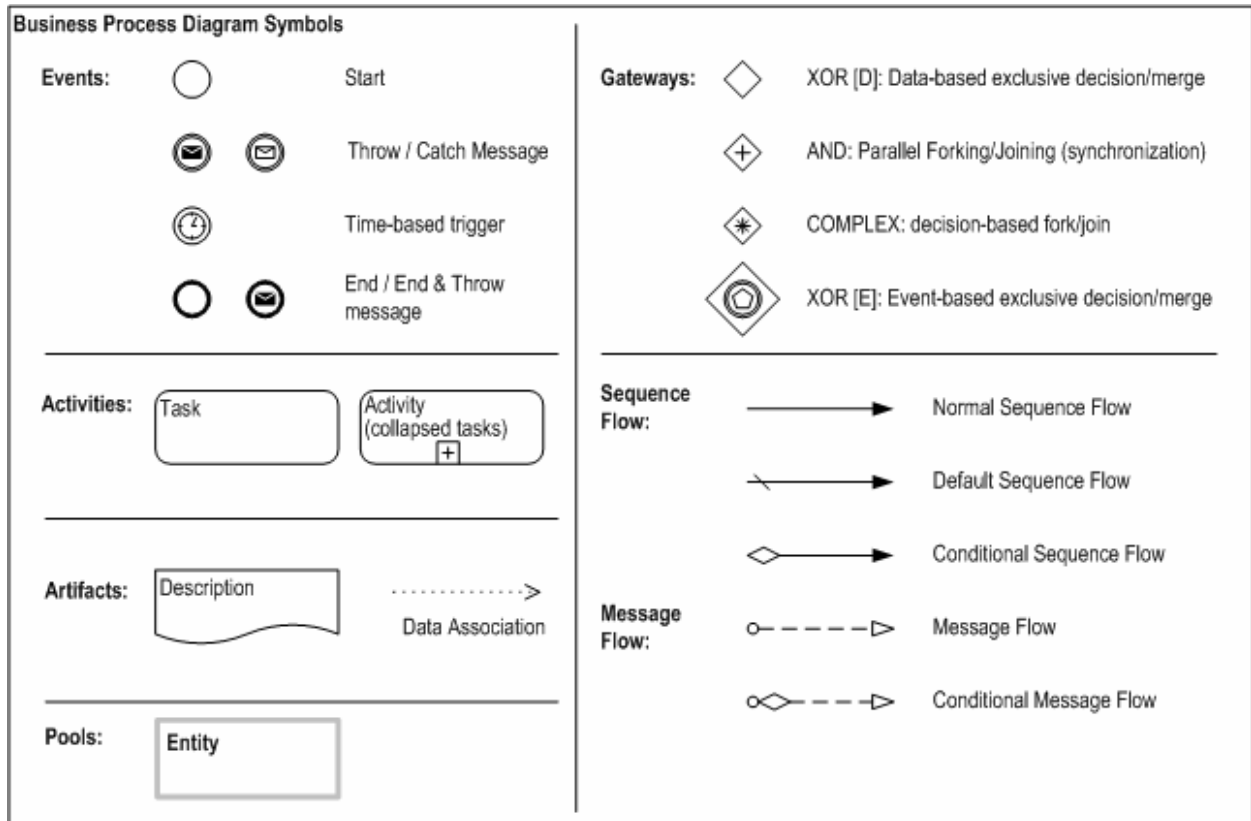 Business Process Diagram Symbols
Events:
Start
Throw / Catch Message
Time-based trigger
End / End & Throw
message
Activities:
Task
Activity
(collapsed tasks)
Artifacts:
Description
Data Association
Pools:
Entity
Gateways:
XOR [D]: Data-based exclusive decision/merge
AND: Parallel Forking/Joining (synchronization)
COMPLEX: decision-based fork/join
XOR [E]: Event-based exclusive decision/merge
Sequence
Flow:
Normal Sequence Flow
Default Sequence Flow
Conditional Sequence Flow
Message
Flow:
Message Flow
Conditional Message Flow